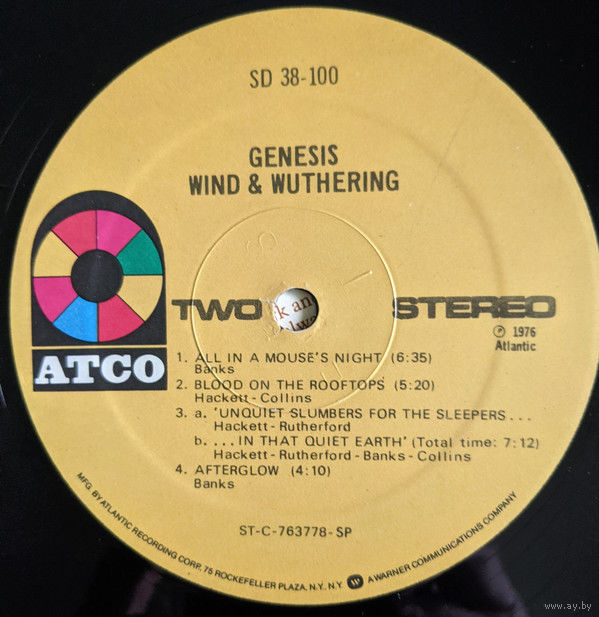 SD 38-100
GENESIS
WIND & WUTHERING
TWO
STEREO
k an
Ⓟ 1976
Atlantic
ATCO
1. ALL IN A MOUSE'S NIGHT (6:35)
Banks
2. BLOOD ON THE ROOFTOPS (5:20)
Hackett-Collins
3. a. 'UNQUIET SLUMBERS FOR THE SLEEPERS...
Hackett-Rutherford
b. ...IN THAT QUIET EARTH' (Total time: 7:12)
Hackett-Rutherford-Banks-Collins
4. AFTERGLOW (4:10)
Banks
ST-C-763778-SP
MFG. BY ATLANTIC RECORDING CORP., 75 ROCKEFELLER PLAZA, N.Y., N.Y. A WARNER COMMUNICATIONS COMPANY
www.ay.by